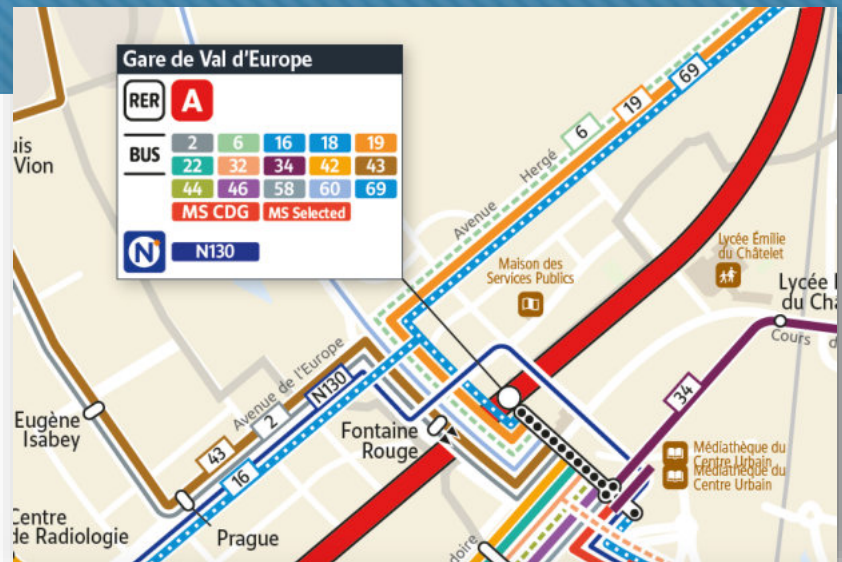 Gare de Val d'Europe
RER A
BUS
2 6 16 18 19
22 32 34 42 43
44 46 58 60 69
MS CDG MS Selected
N N130
uis
Vion
Avenue Hergé
6
19
69
Maison des
Services Publics
Lycée Émilie
du Châtelet
Lycée
du Ch
Cours d
34
Avenue de l'Europe
N130
2
43
16
Eugène
Isabey
Fontaine
Rouge
Médiathèque du
Centre Urbain
Médiathèque du
Centre Urbain
Centre
de Radiologie
Prague
doire